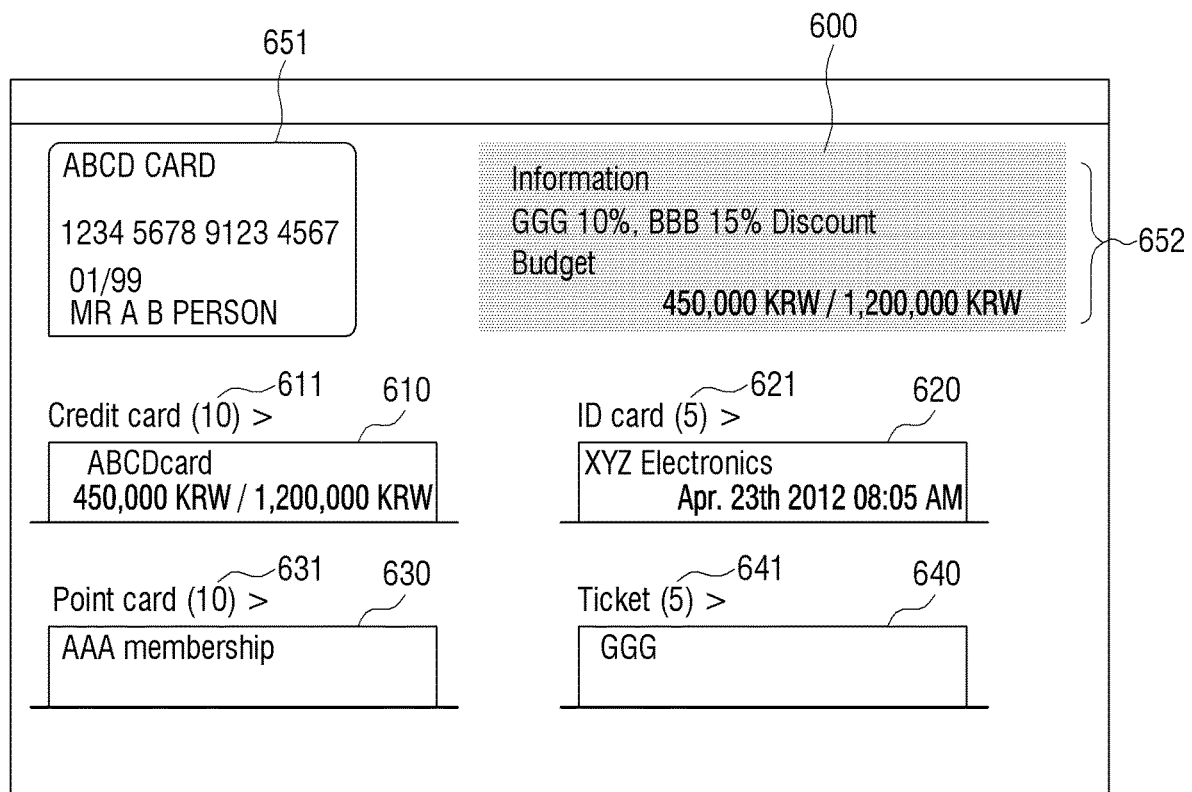 651
600
ABCD CARD
1234 5678 9123 4567
01/99
MR A B PERSON
Information
GGG 10%, BBB 15% Discount
Budget
450,000 KRW / 1,200,000 KRW
652
611
610
Credit card (10) >
ABCDcard
450,000 KRW / 1,200,000 KRW
621
620
ID card (5) >
XYZ Electronics
Apr. 23th 2012 08:05 AM
631
630
Point card (10) >
AAA membership
641
640
Ticket (5) >
GGG